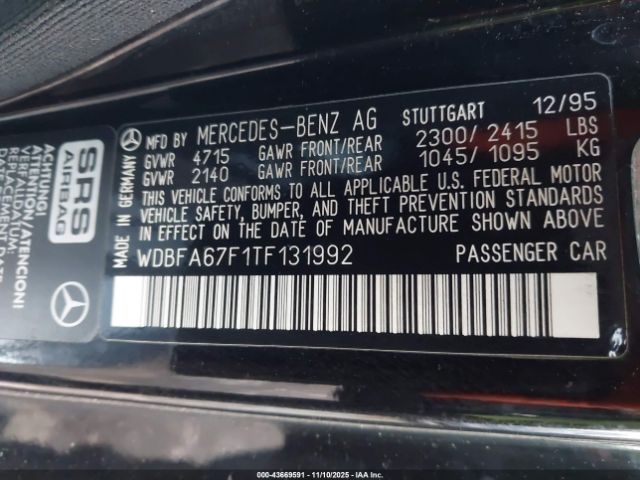 MADE IN GERMANY
MFD. BY MERCEDES-BENZ AG STUTTGART 12/95
GVWR 4715 GAWR FRONT/REAR 2300/2415 LBS
GVWR 2140 GAWR FRONT/REAR 1045/1095 KG
THIS VEHICLE CONFORMS TO ALL APPLICABLE U.S. FEDERAL MOTOR
VEHICLE SAFETY, BUMPER, AND THEFT PREVENTION STANDARDS
IN EFFECT ON THE DATE OF MANUFACTURE SHOWN ABOVE.
WDBFA67F1TF131992 PASSENGER CAR
SRS
AIRBAG
ACHTUNG!
/ATENCION!
VERFALLDATUM:
000-43669591 - 11/10/2025 - IAA Inc.